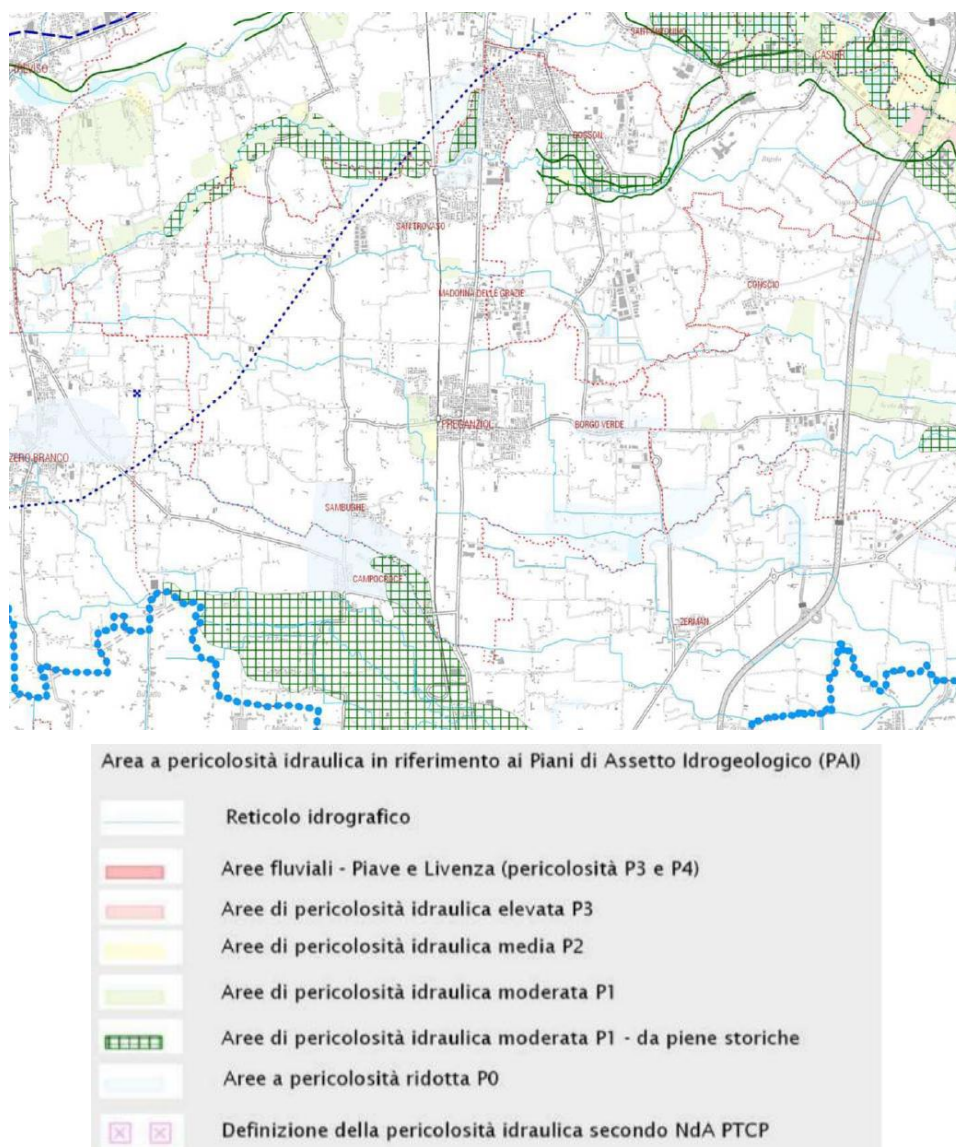 SAN TROVASO
CASIER
DOSSON
MADONNA DELLE GRAZIE
CONSCIO
PREGANZIOL
BORGO VERDE
ZERO BRANCO
SAMBUGHE
CAMPOCROCE
ZERMAN
Area a pericolosità idraulica in riferimento ai Piani di Assetto Idrogeologico (PAI)
Reticolo idrografico
Aree fluviali - Piave e Livenza (pericolosità P3 e P4)
Aree di pericolosità idraulica elevata P3
Aree di pericolosità idraulica media P2
Aree di pericolosità idraulica moderata P1
Aree di pericolosità idraulica moderata P1 - da piene storiche
Aree a pericolosità ridotta P0
Definizione della pericolosità idraulica secondo NdA PTCP